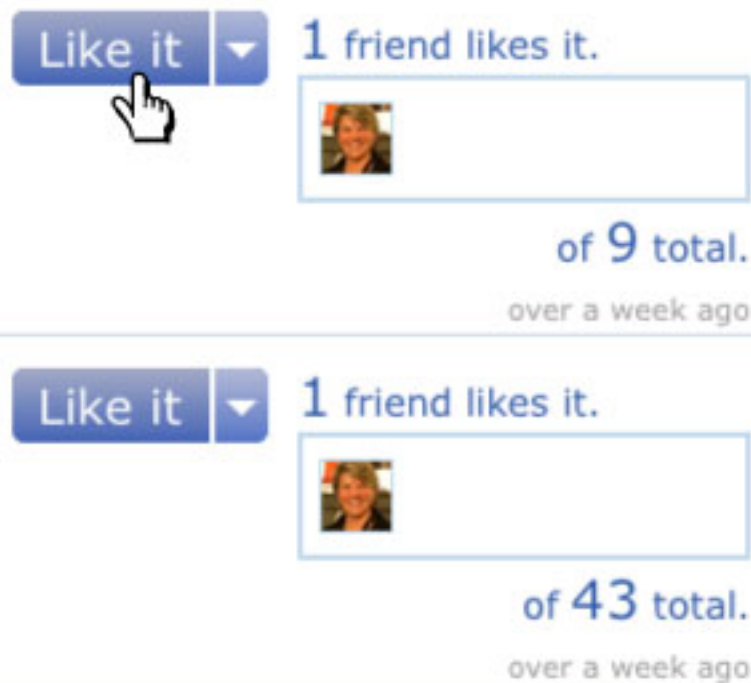 Like it
1 friend likes it.
of 9 total.
over a week ago
Like it
1 friend likes it.
of 43 total.
over a week ago